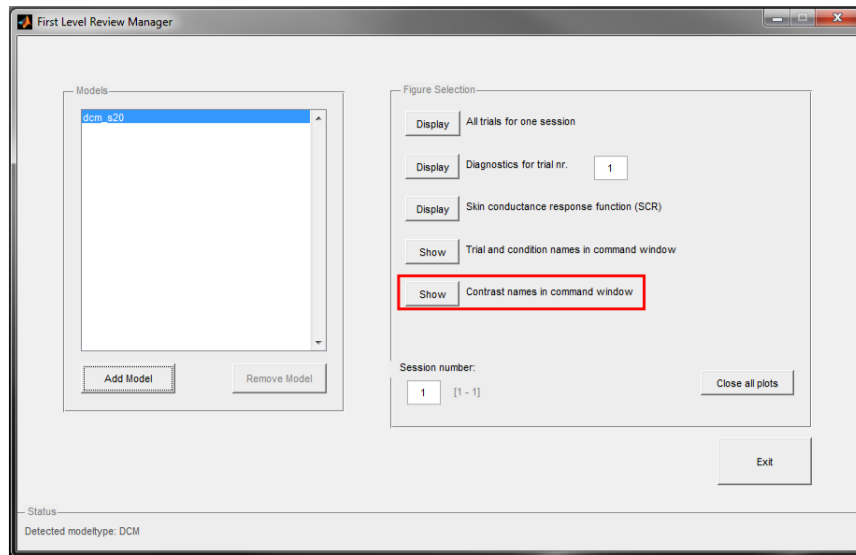 First Level Review Manager
Models
dcm_s20
Add Model
Remove Model
Figure Selection
Display All trials for one session
Display Diagnostics for trial nr. 1
Display Skin conductance response function (SCR)
Show Trial and condition names in command window
Show Contrast names in command window
Session number:
1 [1 - 1]
Close all plots
Exit
Status
Detected modeltype: DCM